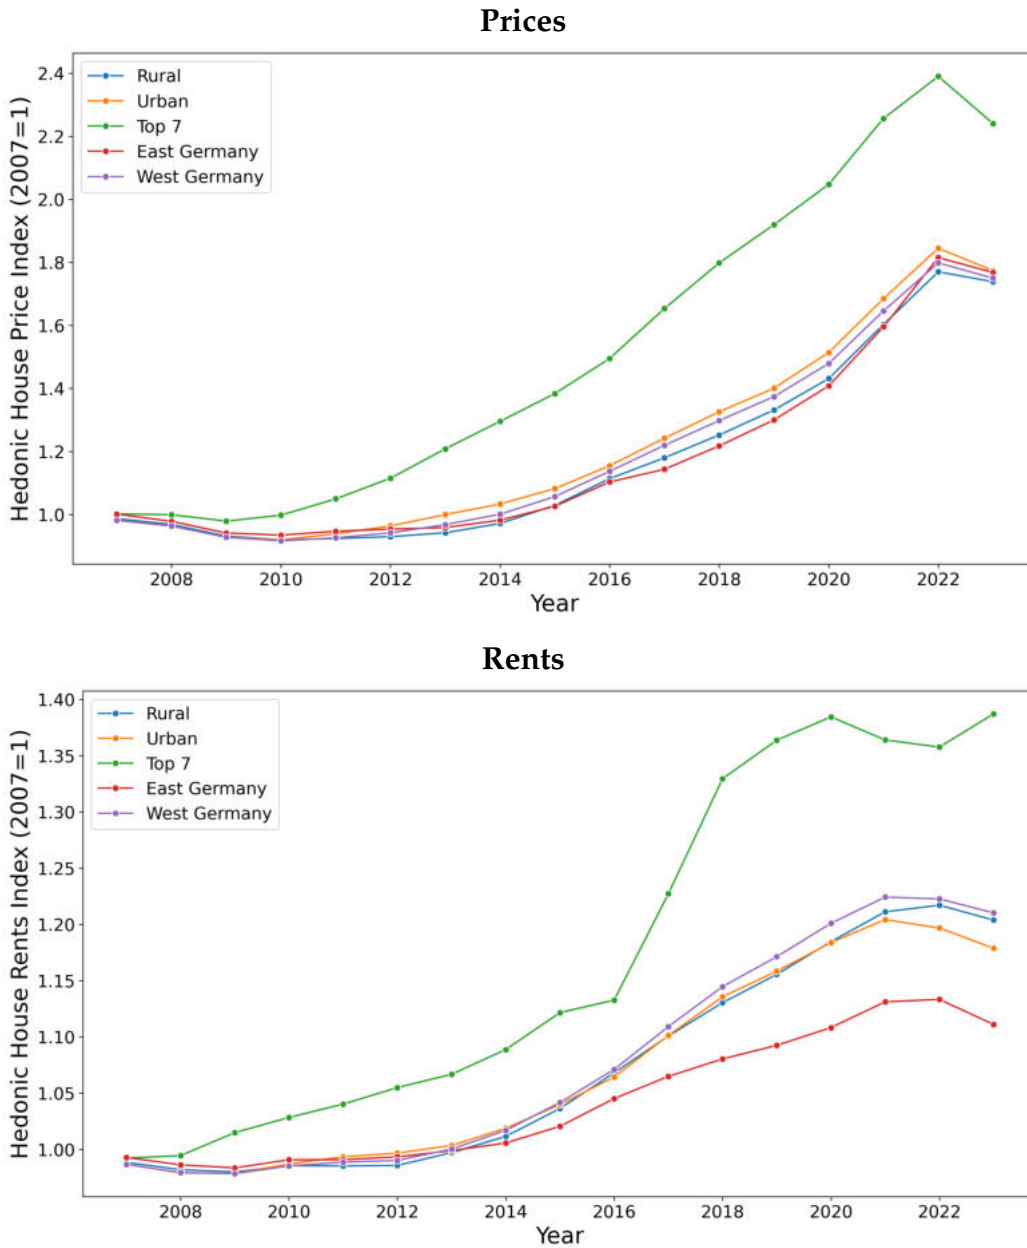 Prices
Hedonic House Price Index (2007=1)
2.4
2.2
2.0
1.8
1.6
1.4
1.2
1.0
Rural
Urban
Top 7
East Germany
West Germany
2008 2010 2012 2014 2016 2018 2020 2022
Year
Rents
Hedonic House Rents Index (2007=1)
1.40
1.35
1.30
1.25
1.20
1.15
1.10
1.05
1.00
Rural
Urban
Top 7
East Germany
West Germany
2008 2010 2012 2014 2016 2018 2020 2022
Year